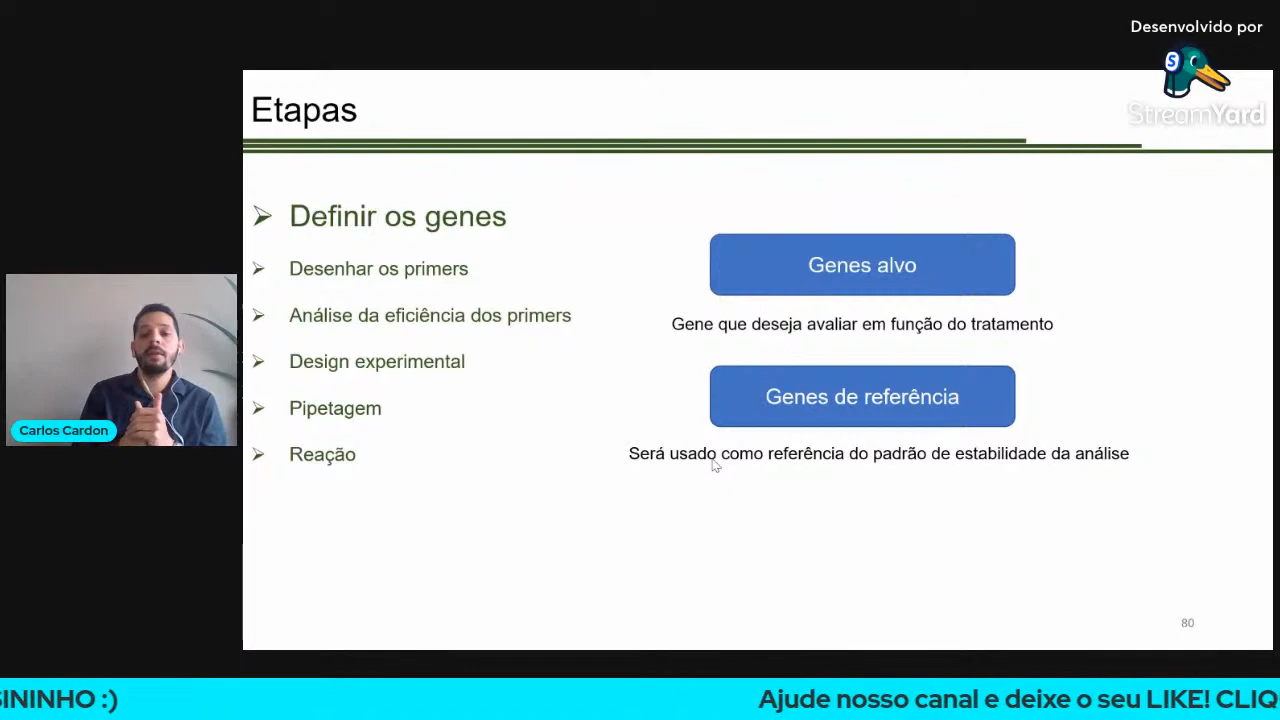 Desenvolvido por
StreamYard
Etapas
Definir os genes
Desenhar os primers
Análise da eficiência dos primers
Design experimental
Pipetagem
Reação
Genes alvo
Gene que deseja avaliar em função do tratamento
Genes de referência
Será usado como referência do padrão de estabilidade da análise
80
Carlos Cardon
SININHO :)
Ajude nosso canal e deixe o seu LIKE! CLIQ